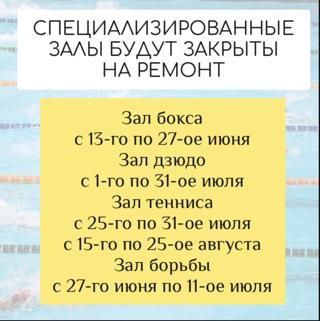 СПЕЦИАЛИЗИРОВАННЫЕ
ЗАЛЫ БУДУТ ЗАКРЫТЫ
НА РЕМОНТ
Зал бокса
с 13-го по 27-ое июня
Зал дзюдо
с 1-го по 31-ое июля
Зал тенниса
с 25-го по 31-ое июля
с 15-го по 25-ое августа
Зал борьбы
с 27-го июня по 11-ое июля